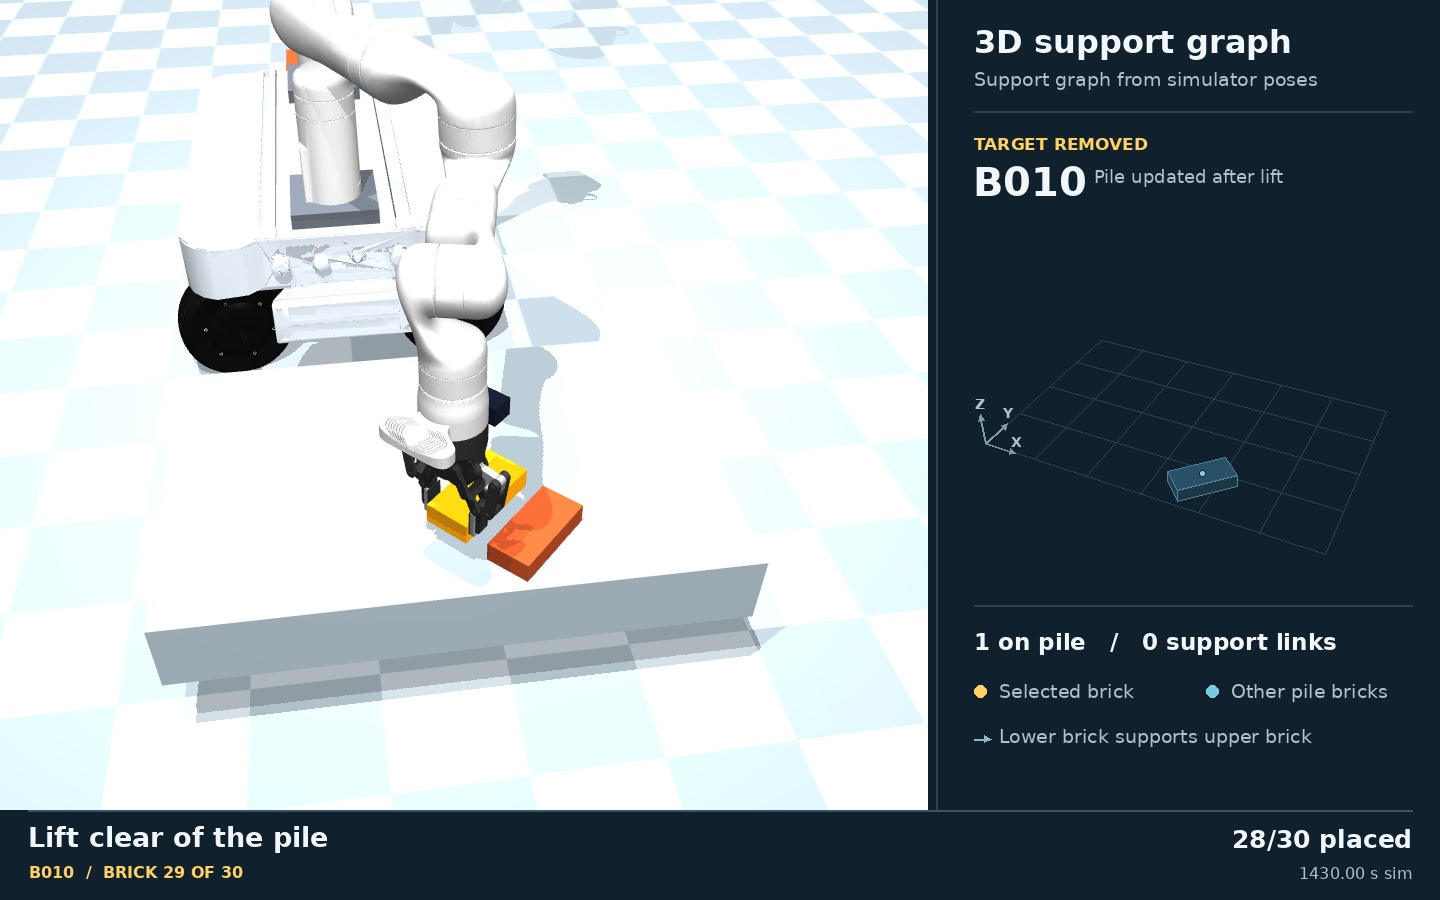 3D support graph
Support graph from simulator poses
TARGET REMOVED
B010 Pile updated after lift
Z
Y
X
1 on pile / 0 support links
Selected brick
Other pile bricks
Lower brick supports upper brick
Lift clear of the pile
28/30 placed
B010 / BRICK 29 OF 30
1430.00 s sim